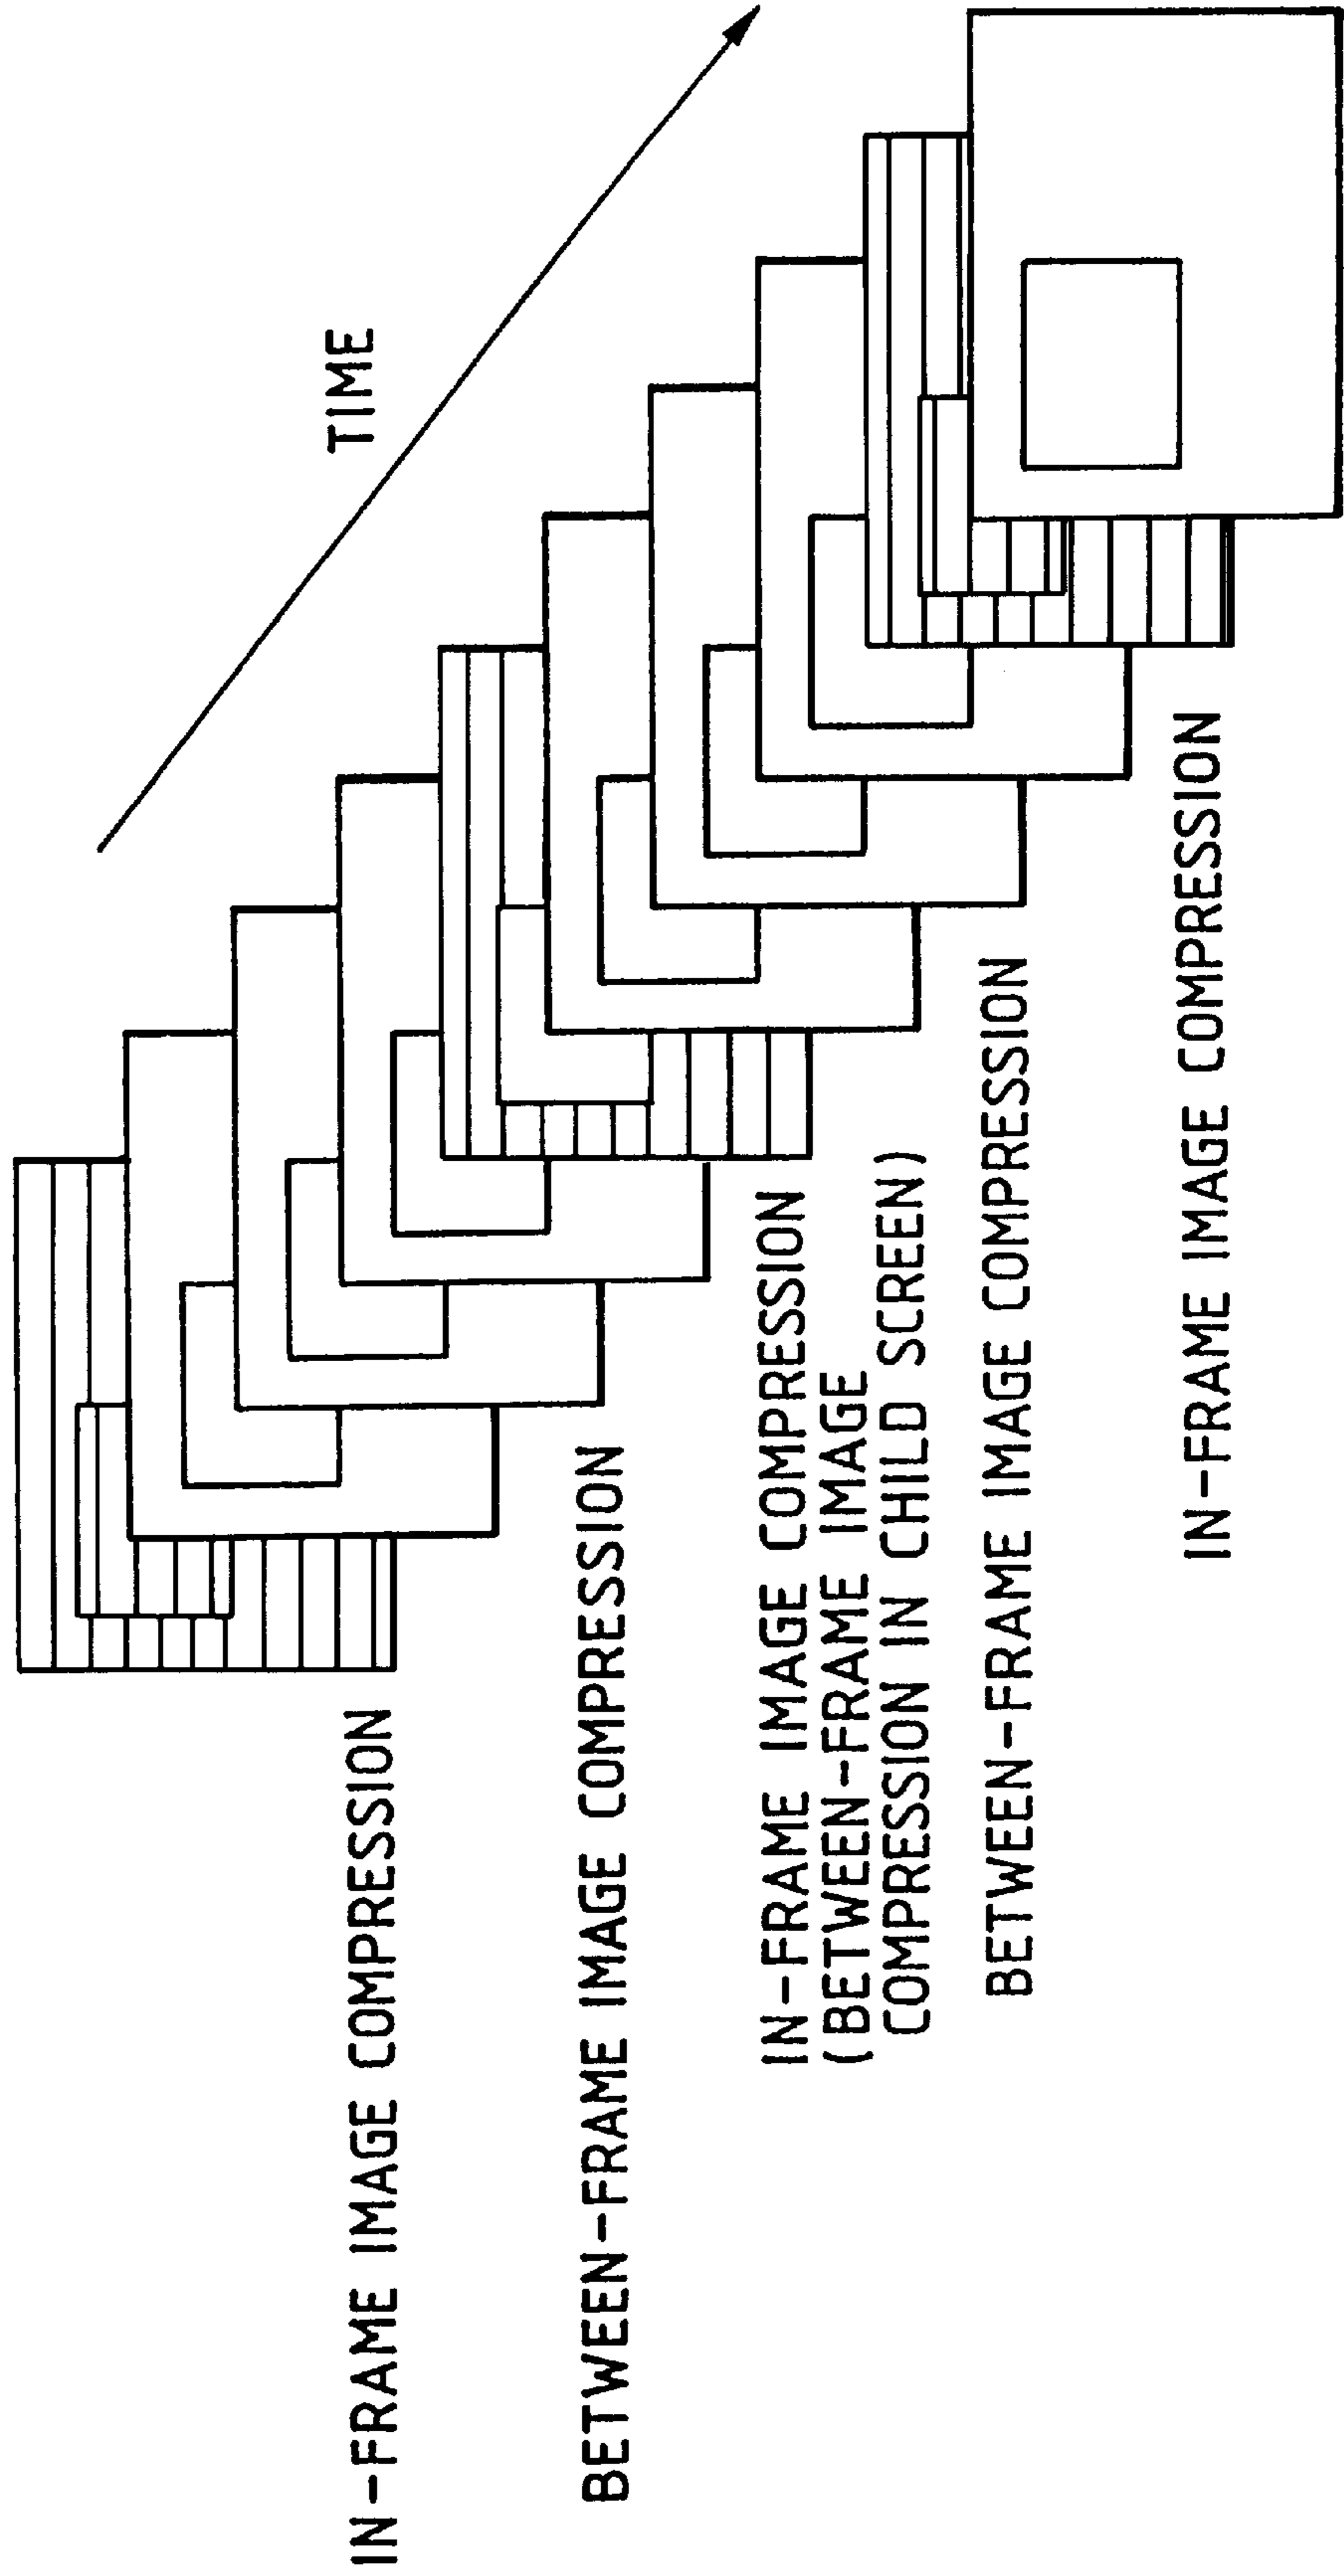 TIME
IN-FRAME IMAGE COMPRESSION
BETWEEN-FRAME IMAGE COMPRESSION
IN-FRAME IMAGE COMPRESSION
(BETWEEN-FRAME IMAGE
COMPRESSION IN CHILD SCREEN)
BETWEEN-FRAME IMAGE COMPRESSION
IN-FRAME IMAGE COMPRESSION